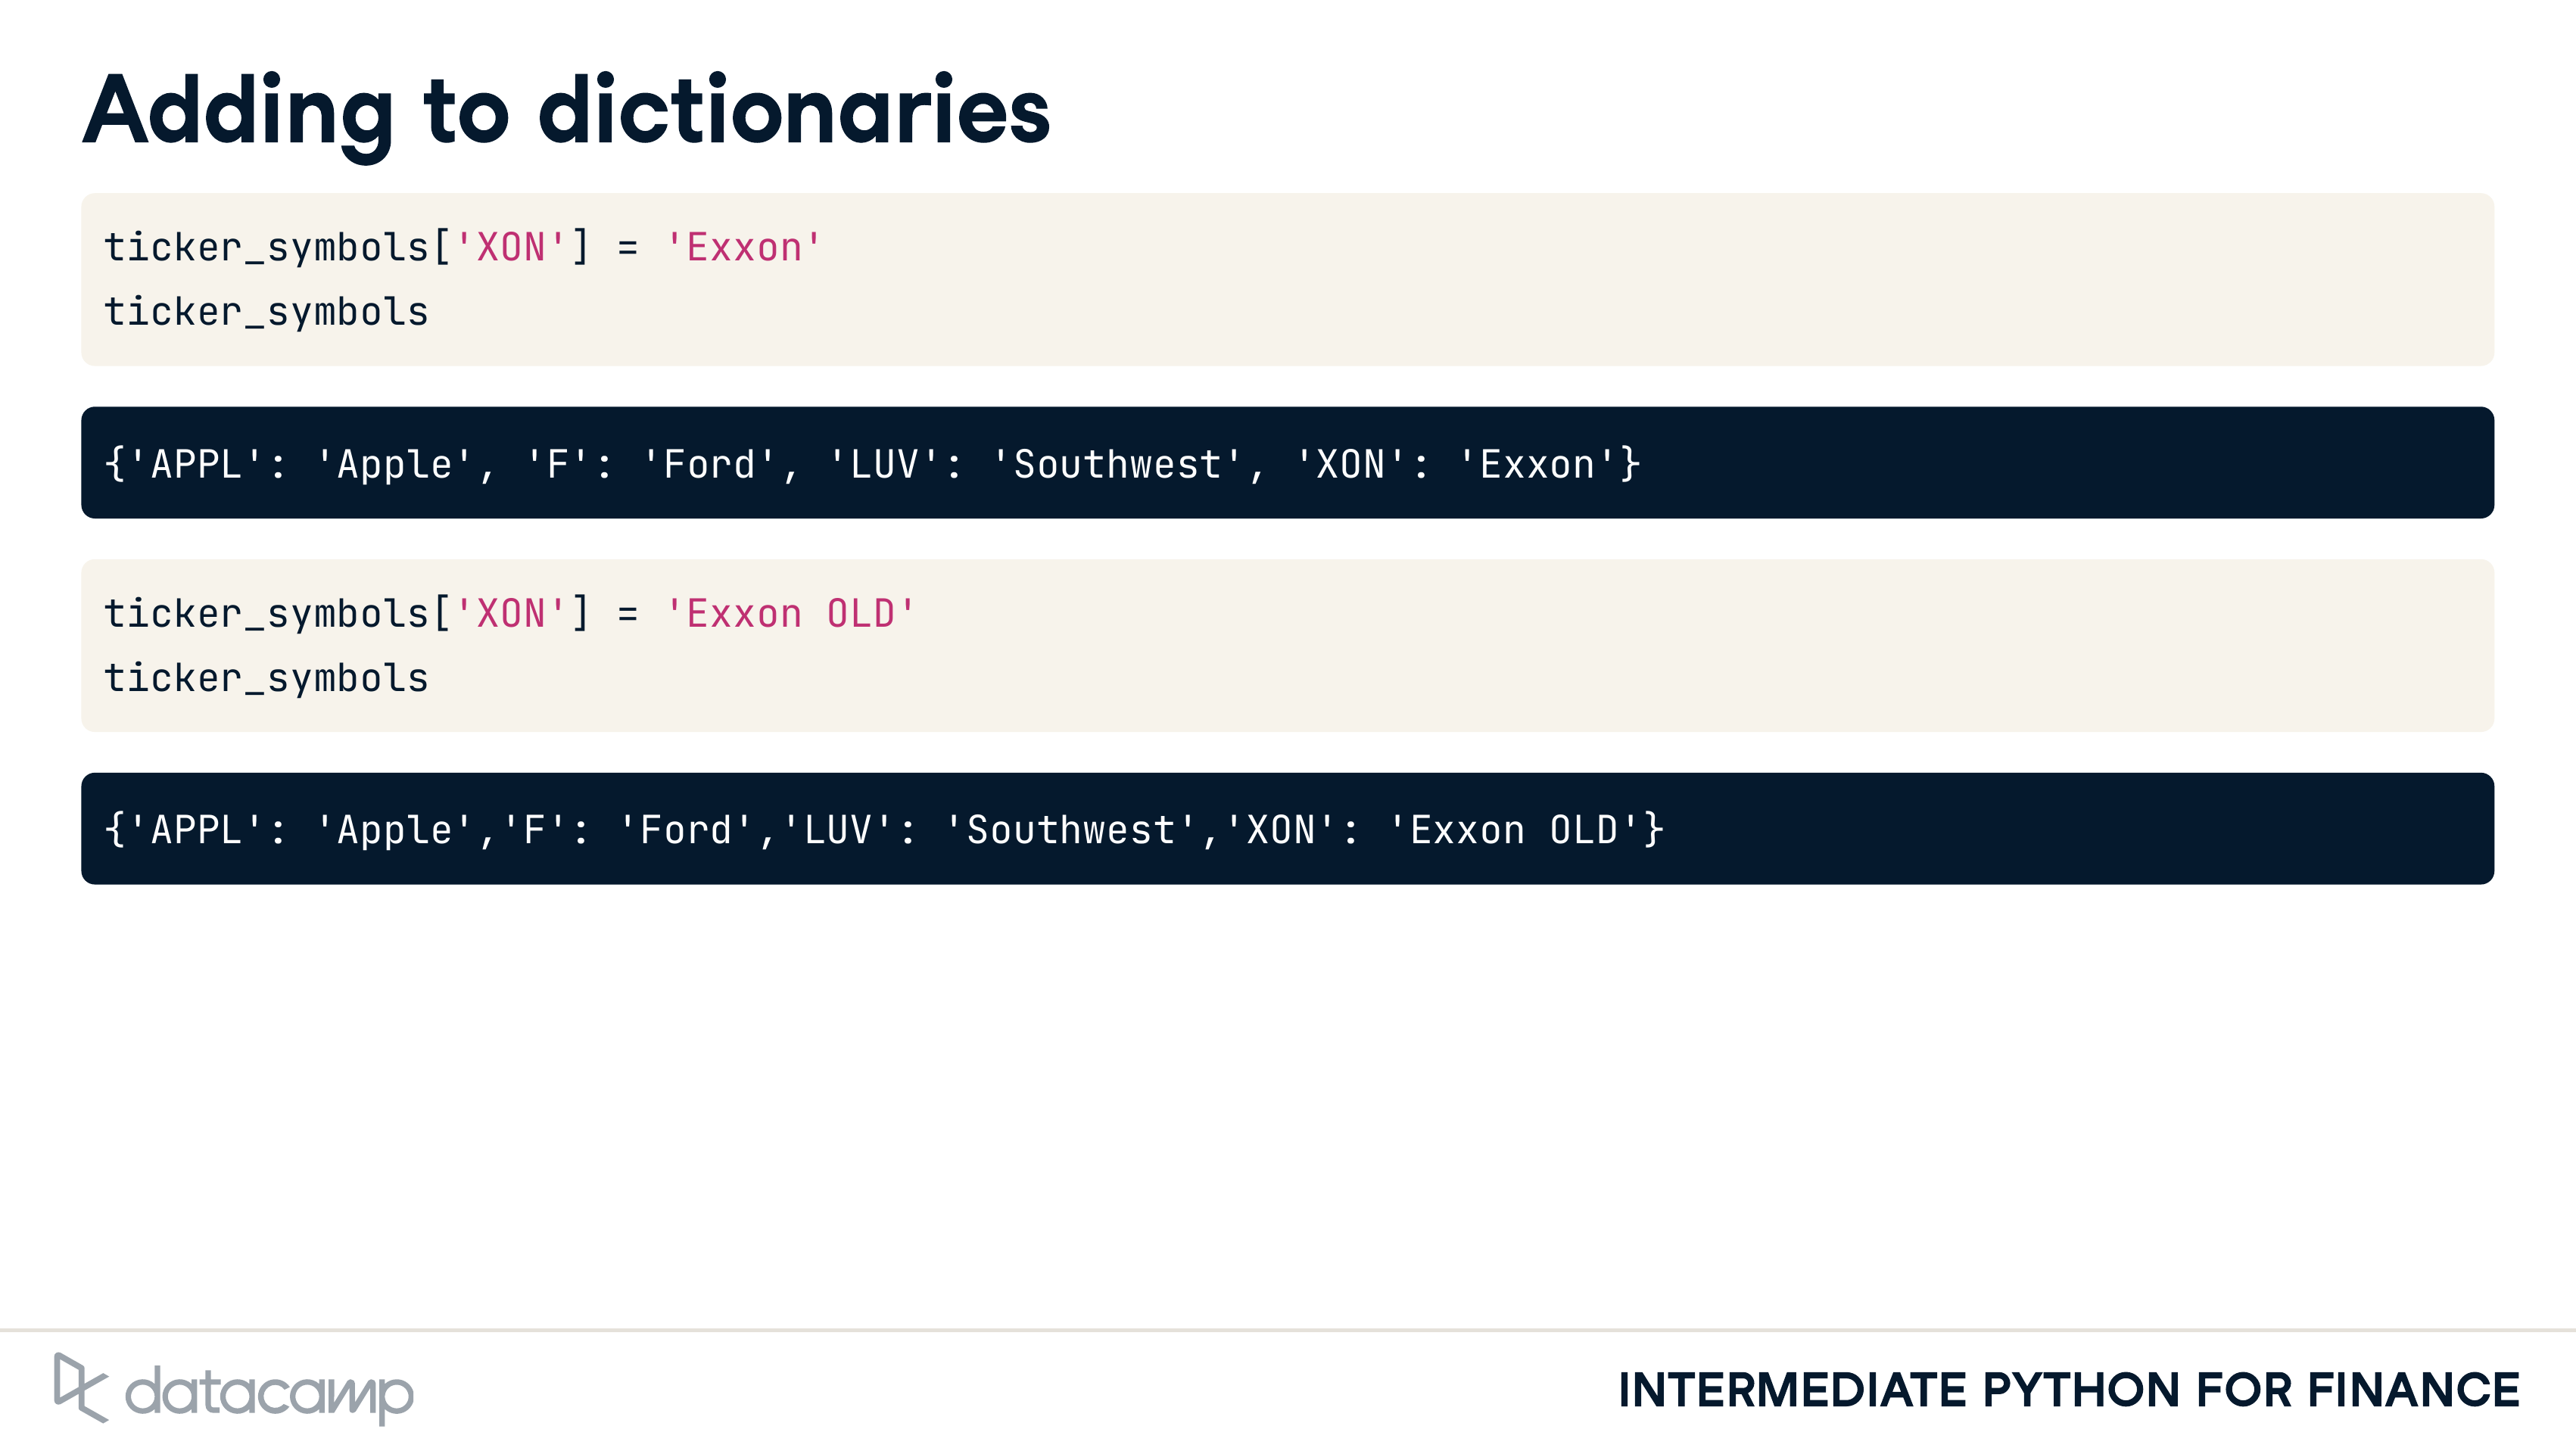 Adding to dictionaries
ticker_symbols['XON'] = 'Exxon'
ticker_symbols
{'APPL': 'Apple', 'F': 'Ford', 'LUV': 'Southwest', 'XON': 'Exxon'}
ticker_symbols['XON'] = 'Exxon OLD'
ticker_symbols
{'APPL': 'Apple','F': 'Ford','LUV': 'Southwest','XON': 'Exxon OLD'}
datacamp
INTERMEDIATE PYTHON FOR FINANCE